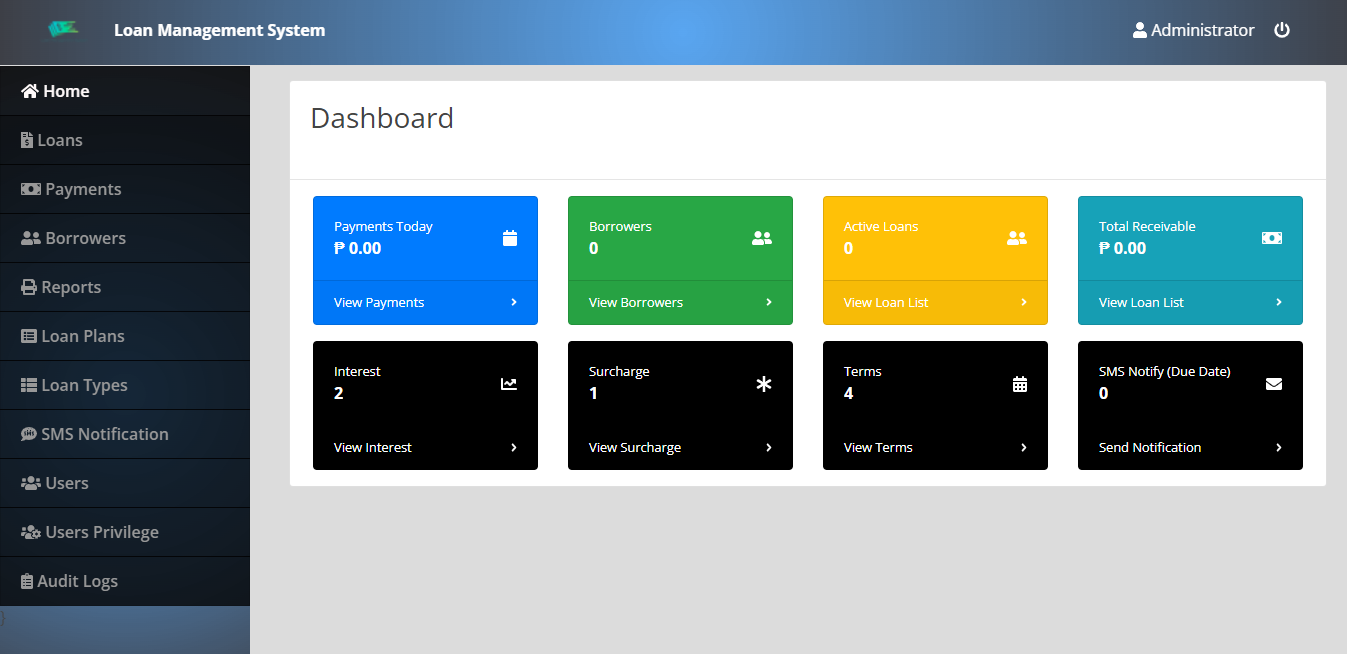 Loan Management System
Administrator
Home
Loans
Payments
Borrowers
Reports
Loan Plans
Loan Types
SMS Notification
Users
Users Privilege
Audit Logs
}
Dashboard
Payments Today
₱ 0.00
View Payments
Borrowers
0
View Borrowers
Active Loans
0
View Loan List
Total Receivable
₱ 0.00
View Loan List
Interest
2
View Interest
Surcharge
1
View Surcharge
Terms
4
View Terms
SMS Notify (Due Date)
0
Send Notification